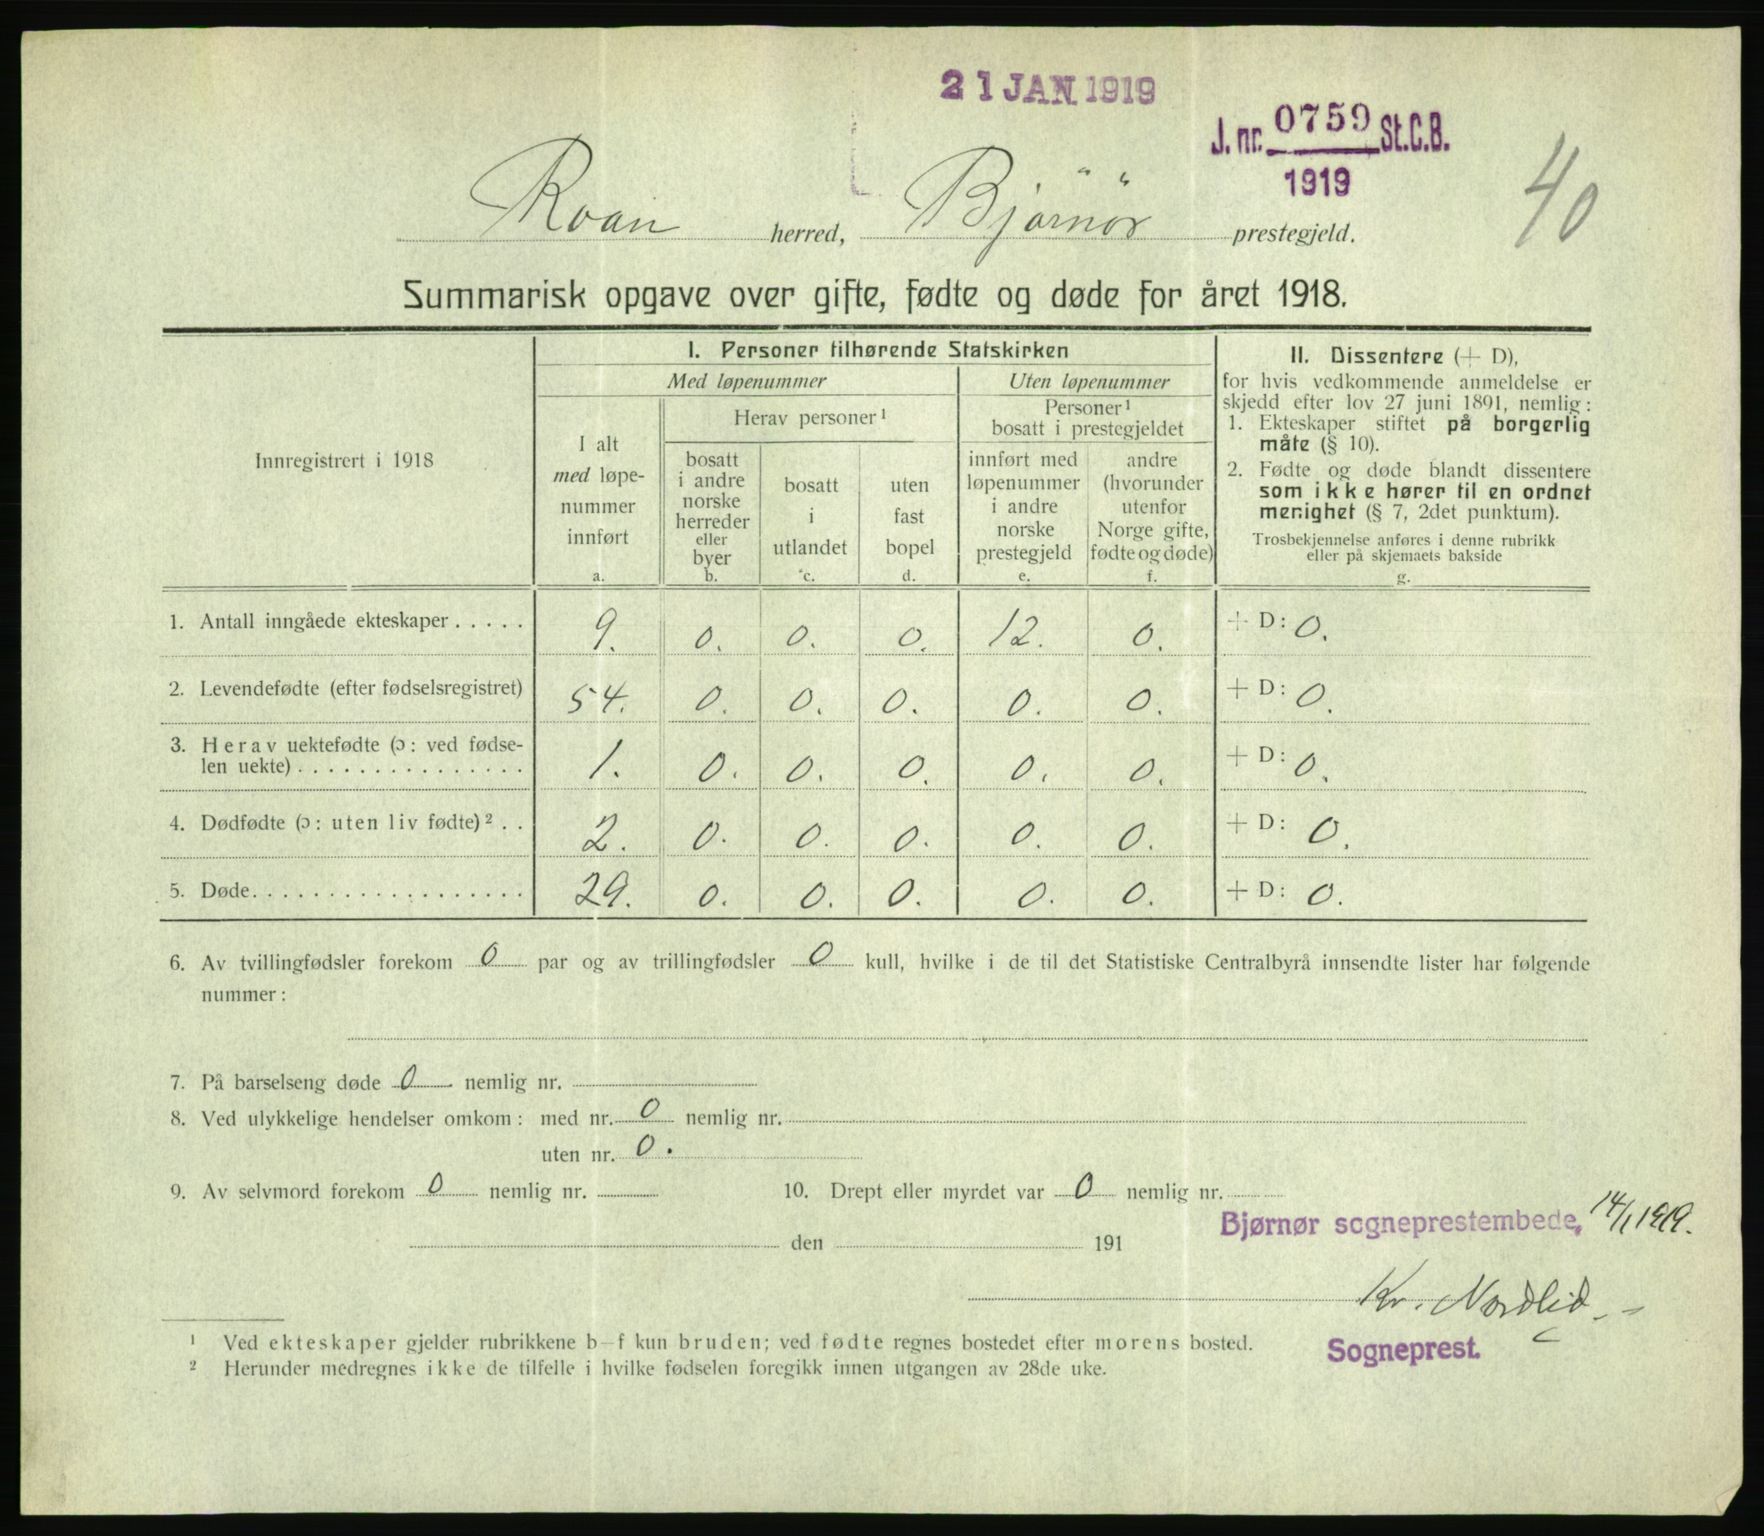 21 JAN 1919
J. nr. 0759 St.C.B.
1919
40
Roan herred, Bjørnör prestegjeld.
Summarisk opgave over gifte, fødte og døde for året 1918.
Innregistrert i 1918
I. Personer tilhørende Statskirken
Med løpenummer
Uten løpenummer
I alt
med løpe-
nummer
innført
a.
Herav personer ¹
bosatt
i andre
norske
herreder
eller
byer
b.
bosatt
i
utlandet
c.
uten
fast
bopel
d.
Personer ¹
bosatt i prestegjeldet
innført med
løpenummer
i andre
norske
prestegjeld
e.
andre
(hvorunder
utenfor
Norge gifte,
fødte og døde)
f.
II. Dissentere (+ D),
for hvis vedkommende anmeldelse er
skjedd efter lov 27 juni 1891, nemlig:
1. Ekteskaper stiftet på borgerlig
måte (§ 10).
2. Fødte og døde blandt dissentere
som ikke hører til en ordnet
menighet (§ 7, 2det punktum).
Trosbekjennelse anføres i denne rubrikk
eller på skjemaets bakside
g.
1. Antall inngåede ekteskaper . . . . . 9. 0. 0. 0. 12. 0. + D: 0.
2. Levendefødte (efter fødselsregistret) 54. 0. 0. 0. 0. 0. + D: 0.
3. Herav uektefødte (ɔ: ved fødse-
len uekte) . . . . . . . . . . . . . . . 1. 0. 0. 0. 0. 0. + D: 0.
4. Dødfødte (ɔ: uten liv fødte) ² . . 2. 0. 0. 0. 0. 0. + D: 0.
5. Døde. . . . . . . . . . . . . . . . . . 29. 0. 0. 0. 0. 0. + D: 0.
6. Av tvillingfødsler forekom 0 par og av trillingfødsler 0 kull, hvilke i de til det Statistiske Centralbyrå innsendte lister har følgende
nummer:
7. På barselseng døde 0 nemlig nr.
8. Ved ulykkelige hendelser omkom: med nr. 0 nemlig nr.
uten nr. 0.
9. Av selvmord forekom 0 nemlig nr. 10. Drept eller myrdet var 0 nemlig nr.
Bjørnør sogneprestembede, 14/1 1919.
den 191
Kr. Nordlid
Sogneprest.
¹ Ved ekteskaper gjelder rubrikkene b–f kun bruden; ved fødte regnes bostedet efter morens bosted.
² Herunder medregnes ikke de tilfelle i hvilke fødselen foregikk innen utgangen av 28de uke.